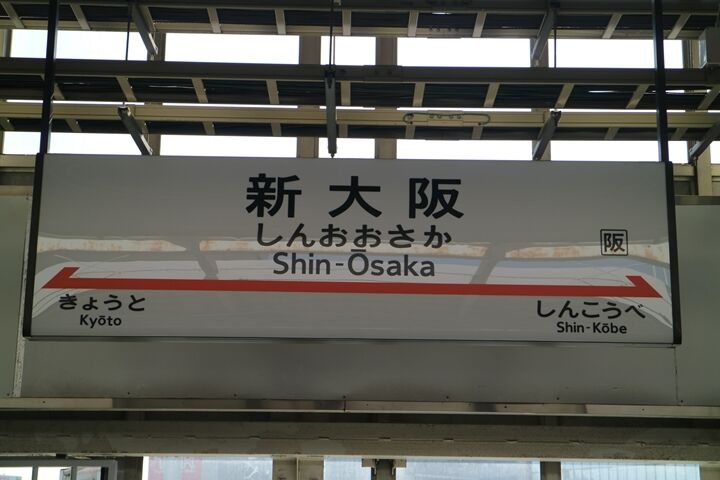 新大阪
しんおおさか
Shin-Ōsaka
阪
きょうと
Kyōto
しんこうべ
Shin-Kōbe